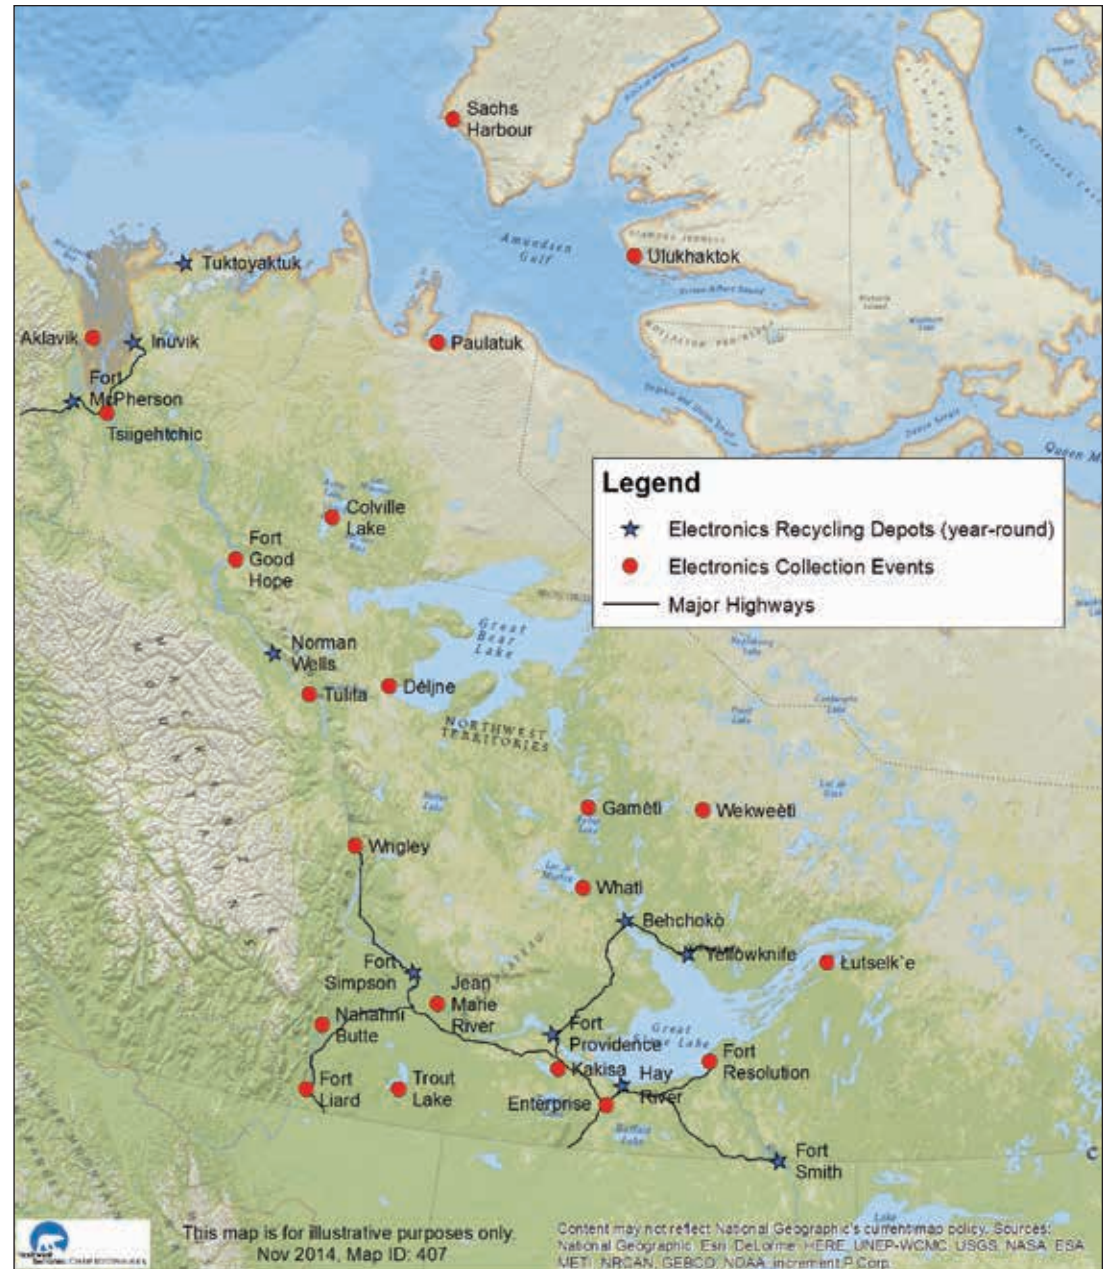 Sachs
Harbour
Amundsen
Gulf
Ulukhaktok
Tuktoyaktuk
Aklavik
Inuvik
Paulatuk
Fort
McPherson
Tsiigehtchic
Legend
Electronics Recycling Depots (year-round)
Electronics Collection Events
Major Highways
Colville
Lake
Fort
Good
Hope
Great
Bear
Lake
Norman
Wells
Tulita
Déljne
NORTHWEST
TERRITORIES
Gamètì
Wekweètì
Wrigley
Whatì
Behchokò
Yellowknife
Łutselk`e
Fort
Simpson
Jean
Marie
River
Nahanni
Butte
Great
Slave Lake
Fort
Providence
Kakisa
Hay
River
Fort
Resolution
Fort
Liard
Trout
Lake
Enterprise
Buffalo
Lake
Fort
Smith
This map is for illustrative purposes only.
Nov 2014, Map ID: 407
Content may not reflect National Geographic's current map policy. Sources:
National Geographic, Esri, DeLorme, HERE, UNEP-WCMC, USGS, NASA, ESA,
METI, NRCAN, GEBCO, NOAA, increment P Corp.